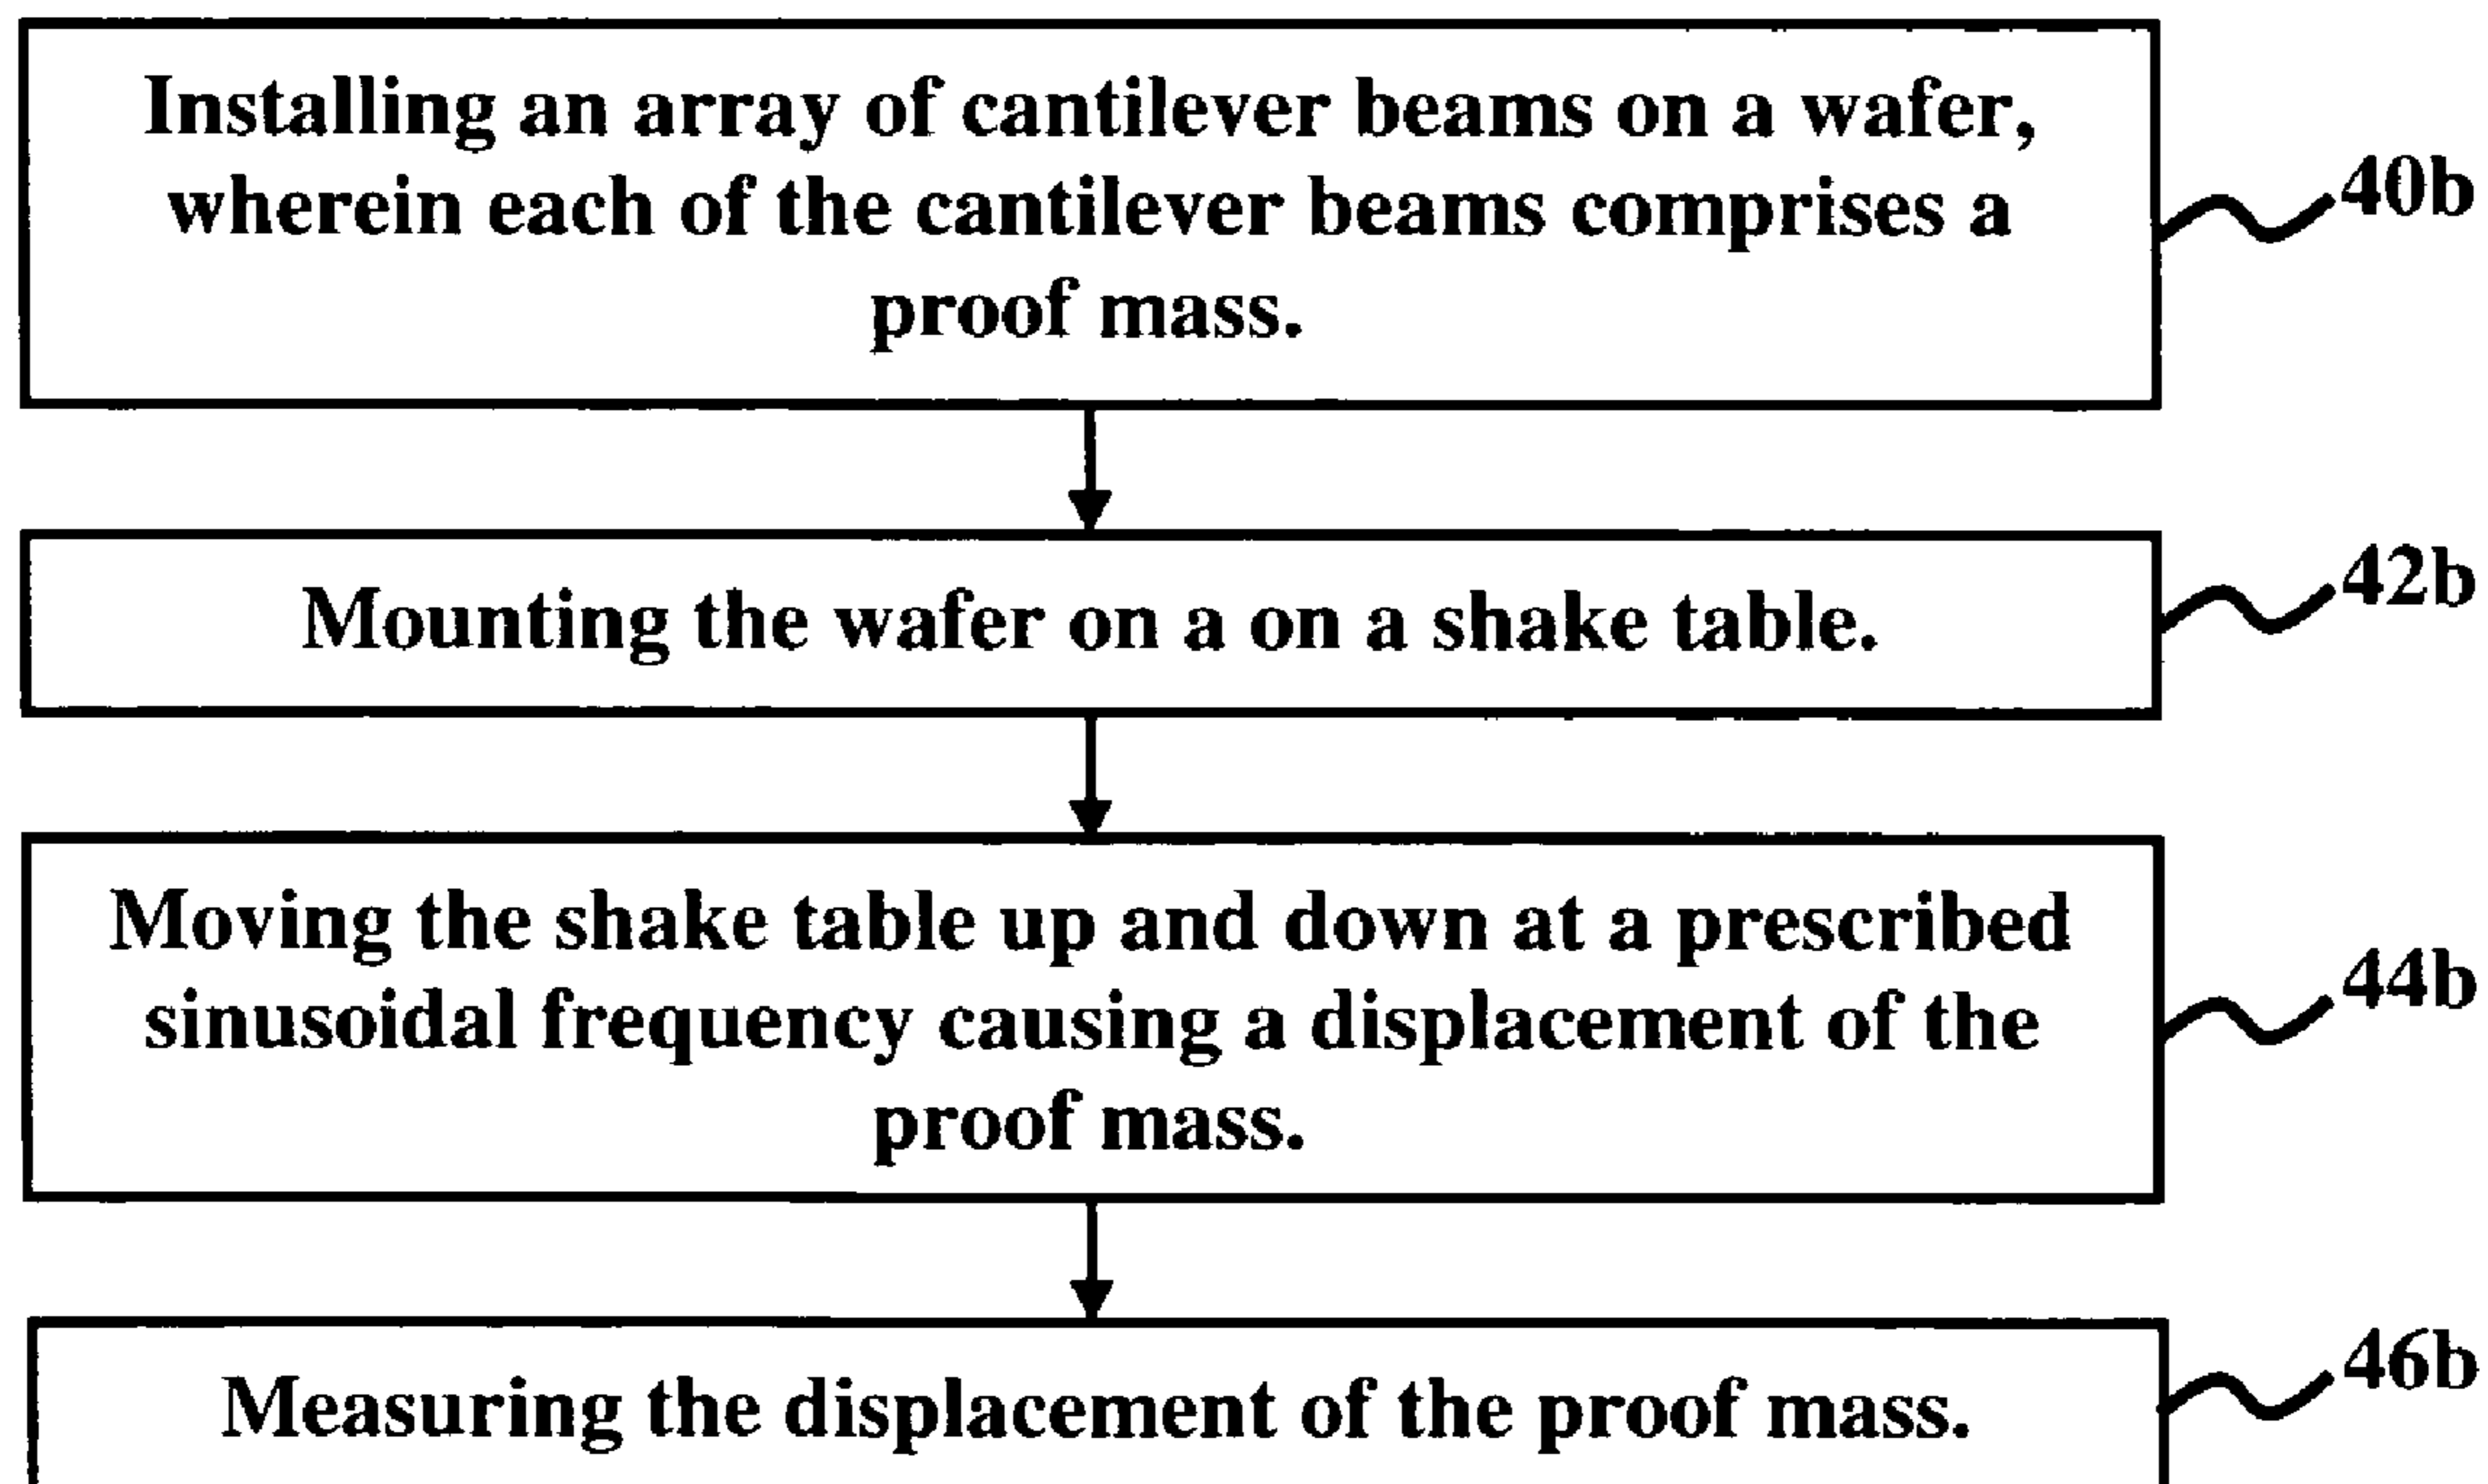 Installing an array of cantilever beams on a wafer,
wherein each of the cantilever beams comprises a
proof mass.
40b
Mounting the wafer on a on a shake table.
42b
Moving the shake table up and down at a prescribed
sinusoidal frequency causing a displacement of the
proof mass.
44b
Measuring the displacement of the proof mass.
46b